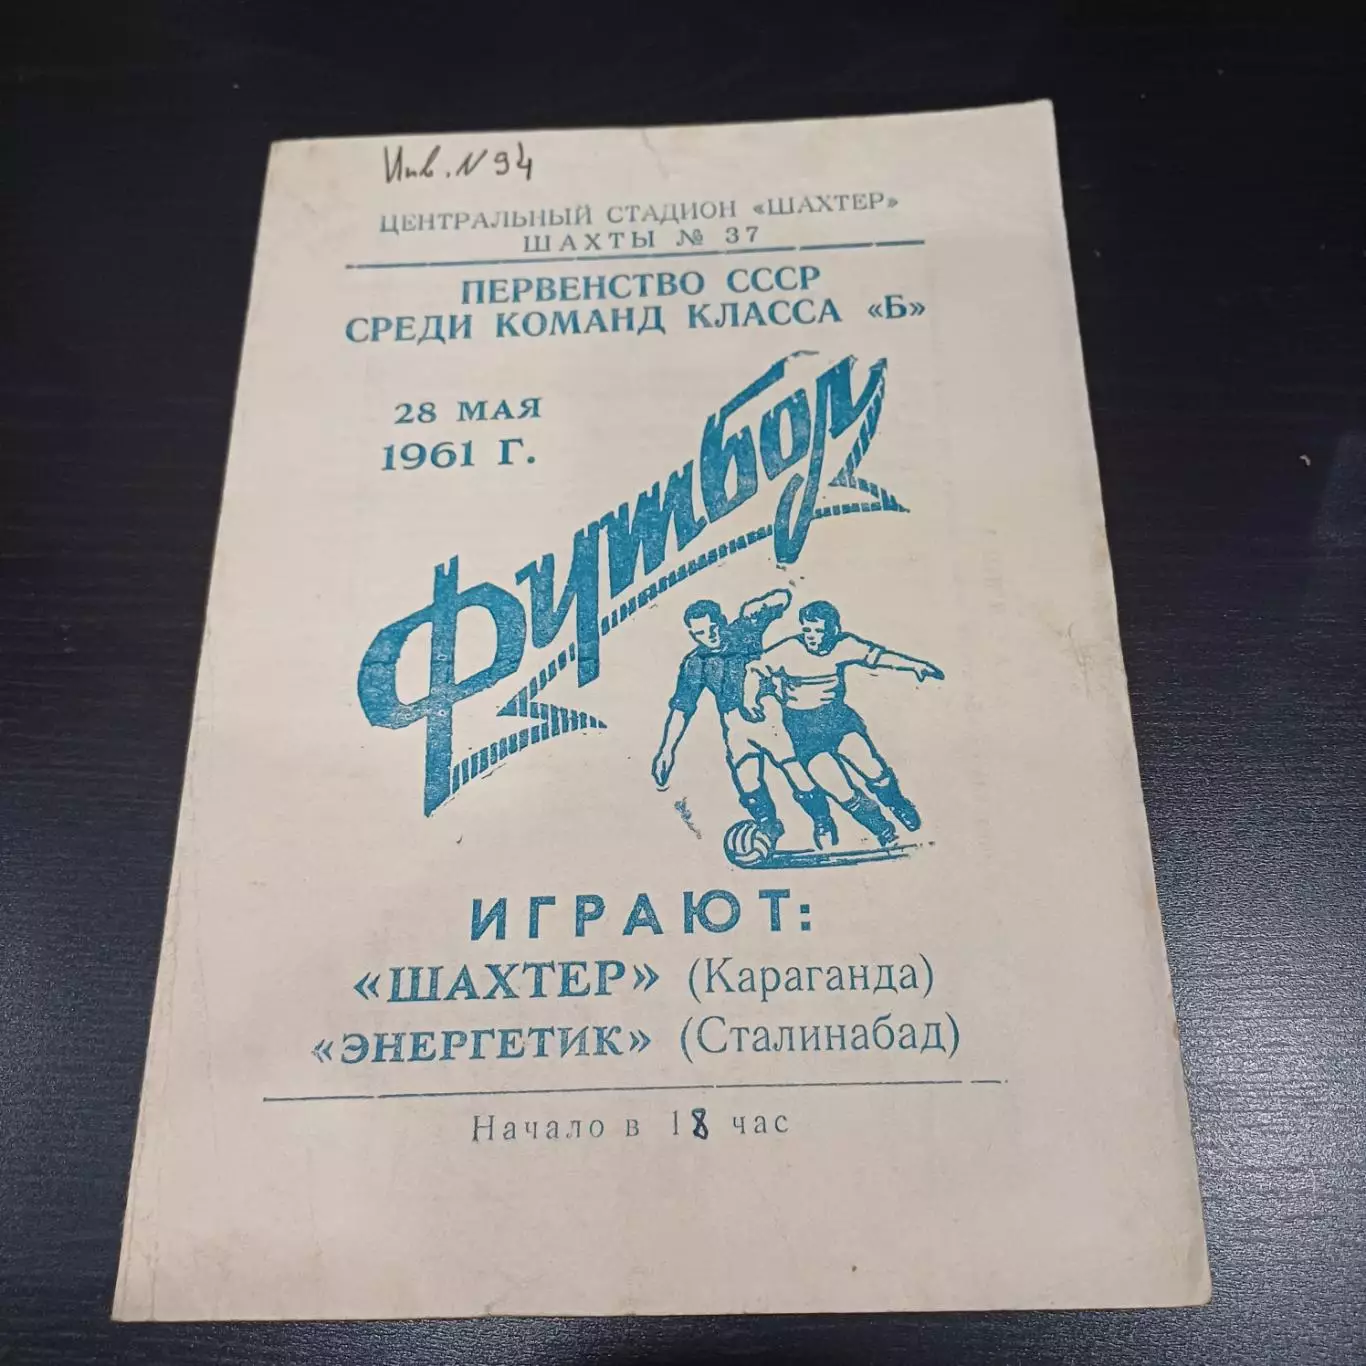 Инв. N 94
ЦЕНТРАЛЬНЫЙ СТАДИОН «ШАХТЕР»
ШАХТЫ № 37
ПЕРВЕНСТВО СССР
СРЕДИ КОМАНД КЛАССА «Б»
28 МАЯ
1961 Г.
Футбол
ИГРАЮТ:
«ШАХТЕР» (Караганда)
«ЭНЕРГЕТИК» (Сталинабад)
Начало в 18 час